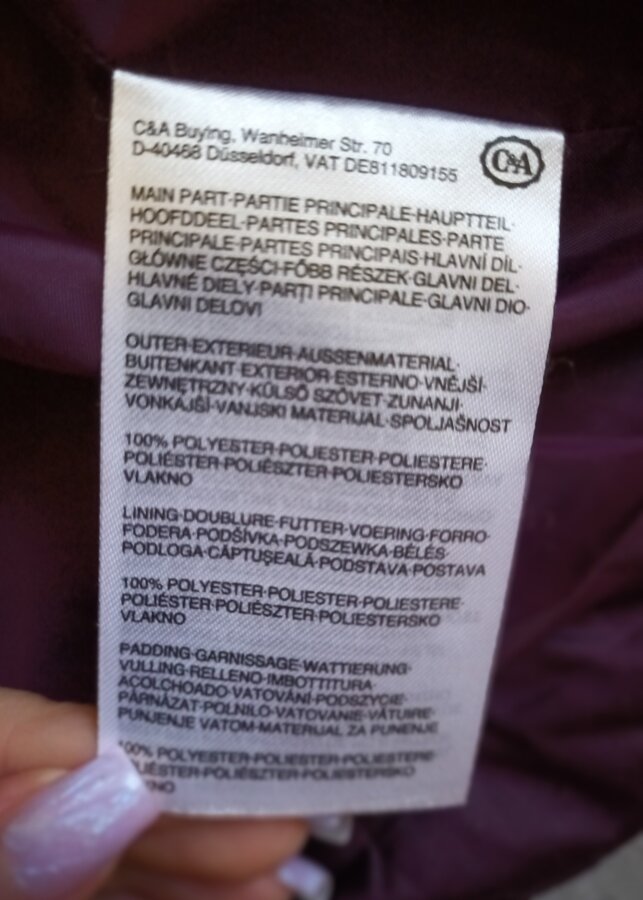 C&A Buying, Wanheimer Str. 70
D-40468 Düsseldorf, VAT DE811809155
C&A
MAIN PART·PARTIE PRINCIPALE·HAUPTTEIL·
HOOFDDEEL·PARTES PRINCIPALES·PARTE
PRINCIPALE·PARTES PRINCIPAIS·HLAVNÍ DÍL·
GŁÓWNE CZĘŚCI·FŐBB RÉSZEK·GLAVNI DEL·
HLAVNÉ DIELY·PARȚI PRINCIPALE·GLAVNI DIO·
GLAVNI DELOVI
OUTER·EXTERIEUR·AUSSENMATERIAL·
BUITENKANT·EXTERIOR·ESTERNO·VNĚJŠÍ·
ZEWNĘTRZNY·KÜLSŐ SZÖVET·ZUNANJI·
VONKAJŠÍ·VANJSKI MATERIJAL·SPOLJAŠNOST
100% POLYESTER·POLIESTER·POLIESTERE·
POLIÉSTER·POLIÉSZTER·POLIESTERSKO
VLAKNO
LINING·DOUBLURE·FUTTER·VOERING·FORRO·
FODERA·PODŠÍVKA·PODSZEWKA·BÉLÉS·
PODLOGA·CĂPTUȘEALĂ·PODSTAVA·POSTAVA
100% POLYESTER·POLIESTER·POLIESTERE·
POLIÉSTER·POLIÉSZTER·POLIESTERSKO
VLAKNO
PADDING·GARNISSAGE·WATTIERUNG·
VULLING·RELLENO·IMBOTTITURA·
ACOLCHOADO·VATOVÁNÍ·PODSZYCIE·
PÁRNÁZAT·POLNILO·VATOVANIE·VĂTUIRE·
PUNJENJE VATOM·MATERIJAL ZA PUNJENJE
100% POLYESTER·POLIESTER·POLIESTERE·
POLIÉSZTER·POLIESTERSKO